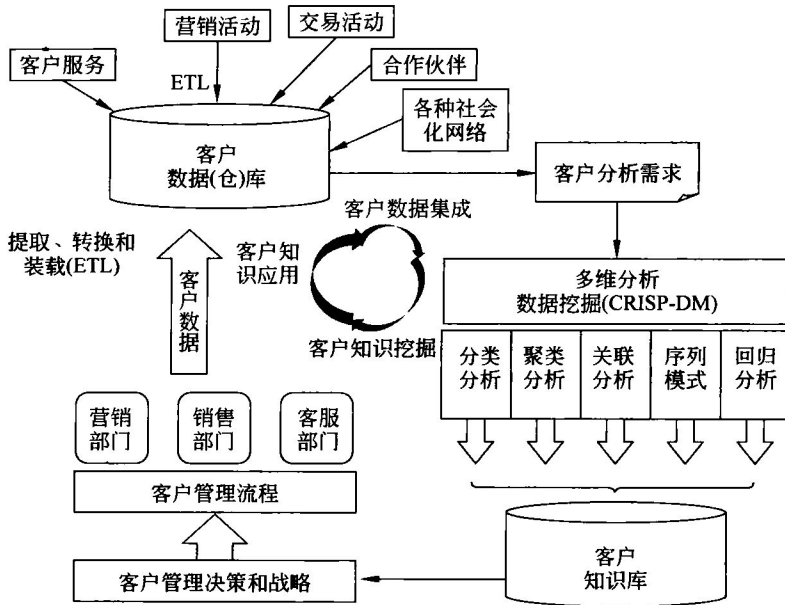 营销活动
交易活动
客户服务
ETL
合作伙伴
各种社会
化网络
客户
数据(仓)库
客户分析需求
客户数据集成
提取、转换和
装载(ETL)
客户数据
客户知
识应用
客户知识挖掘
多维分析
数据挖掘(CRISP-DM)
分类
分析
聚类
分析
关联
分析
序列
模式
回归
分析
营销
部门
销售
部门
客服
部门
客户管理流程
客户管理决策和战略
客户
知识库